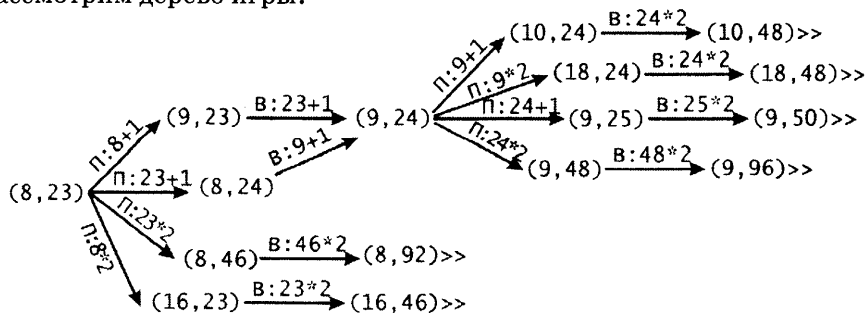 ассмотрим дерево игры:
П:9+1 (10,24) В:24*2 (10,48)>>
П:9*2 (18,24) В:24*2 (18,48)>>
П:8+1 (9,23) В:23+1 (9,24) П:24+1 (9,25) В:25*2 (9,50)>>
В:9+1 П:24*2 (9,48) В:48*2 (9,96)>>
(8,23) П:23+1 (8,24)
П:23*2 (8,46) В:46*2 (8,92)>>
П:8*2 (16,23) В:23*2 (16,46)>>